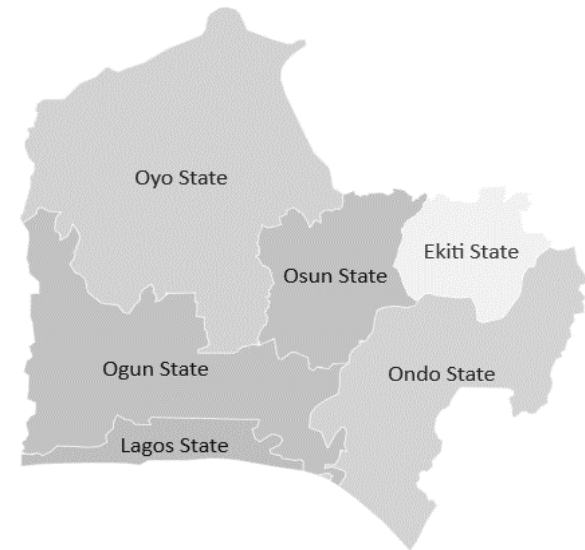 Oyo State
Ekiti State
Osun State
Ogun State
Ondo State
Lagos State